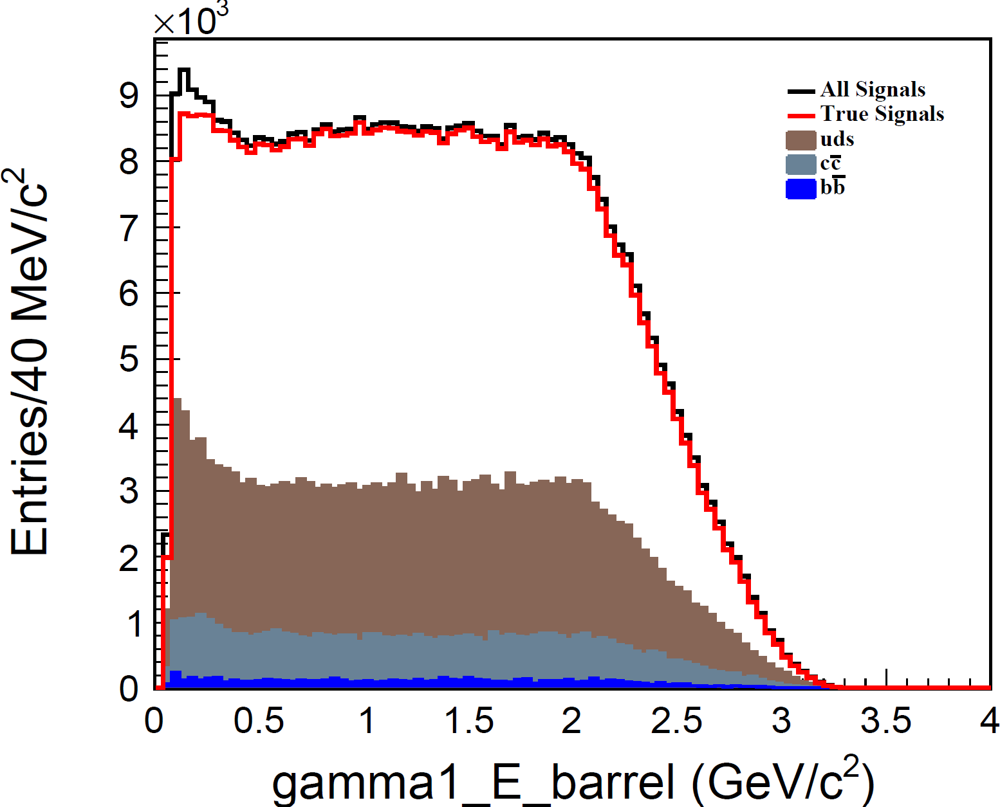 ×10³
9
8
7
6
5
4
3
2
1
0
Entries/40 MeV/c²
All Signals
True Signals
uds
cc̅
bb̅
0 0.5 1 1.5 2 2.5 3 3.5 4
gamma1_E_barrel (GeV/c²)